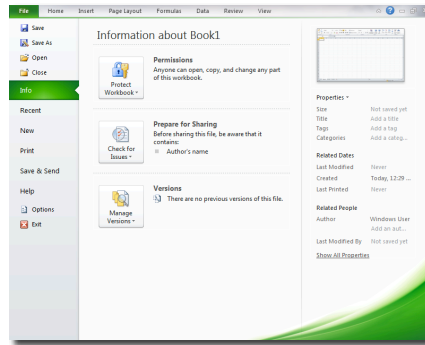 File Home Insert Page Layout Formulas Data Review View
Save
Save As
Open
Close
Info
Recent
New
Print
Save & Send
Help
Options
Exit
Information about Book1
Protect
Workbook
Permissions
Anyone can open, copy, and change any part
of this workbook.
Check for
Issues
Prepare for Sharing
Before sharing this file, be aware that it
contains:
Author's name
Manage
Versions
Versions
There are no previous versions of this file.
Properties
Size Not saved yet
Title Add a title
Tags Add a tag
Categories Add a categ...
Related Dates
Last Modified Never
Created Today, 12:29 ...
Last Printed Never
Related People
Author Windows User
Add an aut...
Last Modified By Not saved yet
Show All Properties